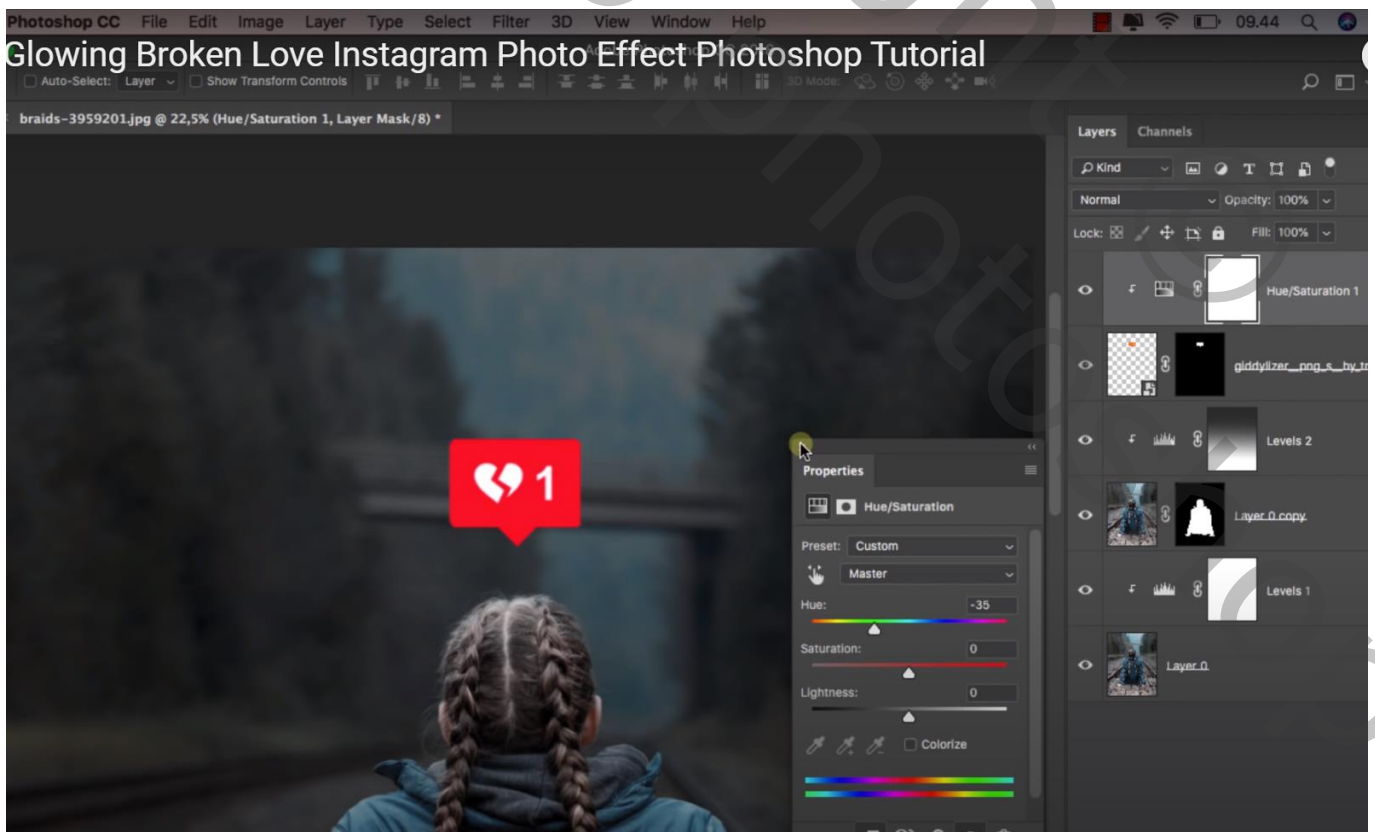 Photoshop CC File Edit Image Layer Type Select Filter 3D View Window Help 09.44
Glowing Broken Love Instagram Photo Effect Photoshop Tutorial
Auto-Select: Layer Show Transform Controls 3D Mode:
braids-3959201.jpg @ 22,5% (Hue/Saturation 1, Layer Mask/8) *
Layers Channels
Kind
Normal Opacity: 100%
Lock: Fill: 100%
Hue/Saturation 1
giddylizer__png_s__by_tr
Levels 2
1
Properties
Hue/Saturation
Layer 0 copy
Preset: Custom
Master
Hue: -35
Levels 1
Saturation: 0
Layer 0
Lightness: 0
Colorize